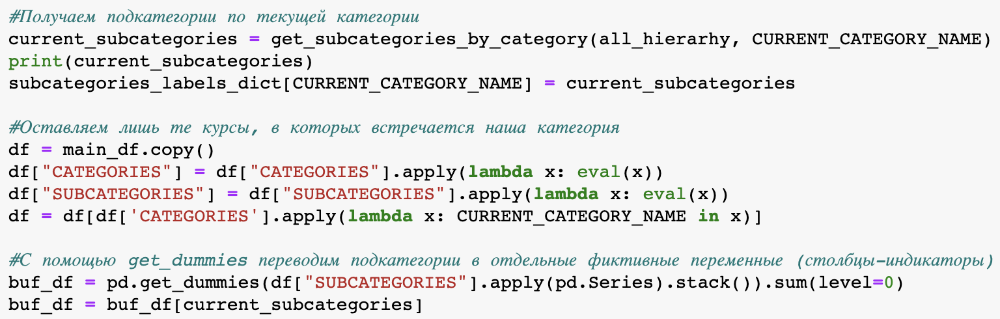 #Получаем подкатегории по текущей категории
current_subcategories = get_subcategories_by_category(all_hierarhy, CURRENT_CATEGORY_NAME)
print(current_subcategories)
subcategories_labels_dict[CURRENT_CATEGORY_NAME] = current_subcategories
#Оставляем лишь те курсы, в которых встречается наша категория
df = main_df.copy()
df["CATEGORIES"] = df["CATEGORIES"].apply(lambda x: eval(x))
df["SUBCATEGORIES"] = df["SUBCATEGORIES"].apply(lambda x: eval(x))
df = df[df['CATEGORIES'].apply(lambda x: CURRENT_CATEGORY_NAME in x)]
#С помощью get_dummies переводим подкатегории в отдельные фиктивные переменные (столбцы-индикаторы)
buf_df = pd.get_dummies(df["SUBCATEGORIES"].apply(pd.Series).stack()).sum(level=0)
buf_df = buf_df[current_subcategories]